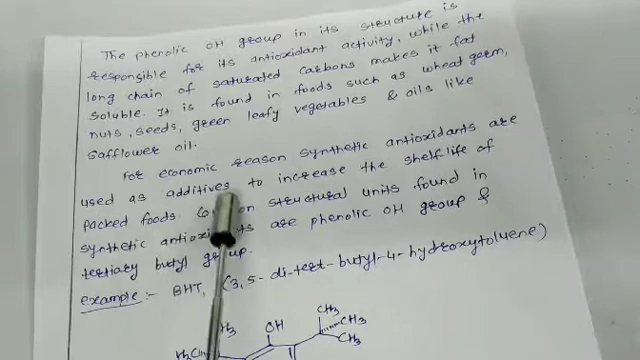 The phenolic OH group in its structure is
responsible for its antioxidant activity, while the
long chain of saturated carbons makes it fat
soluble. It is found in foods such as wheat germ,
nuts, seeds, green leafy vegetables & oils like
safflower oil.
For economic reason synthetic antioxidants are
used as additives to increase the shelf life of
packed foods. on structural units found in
synthetic are phenolic OH group &
tertiary butyl group.
example:- BHT, (3,5-di-tert-butyl-4-hydroxytoluene)
OH
CH3
CH3
CH3
H3C